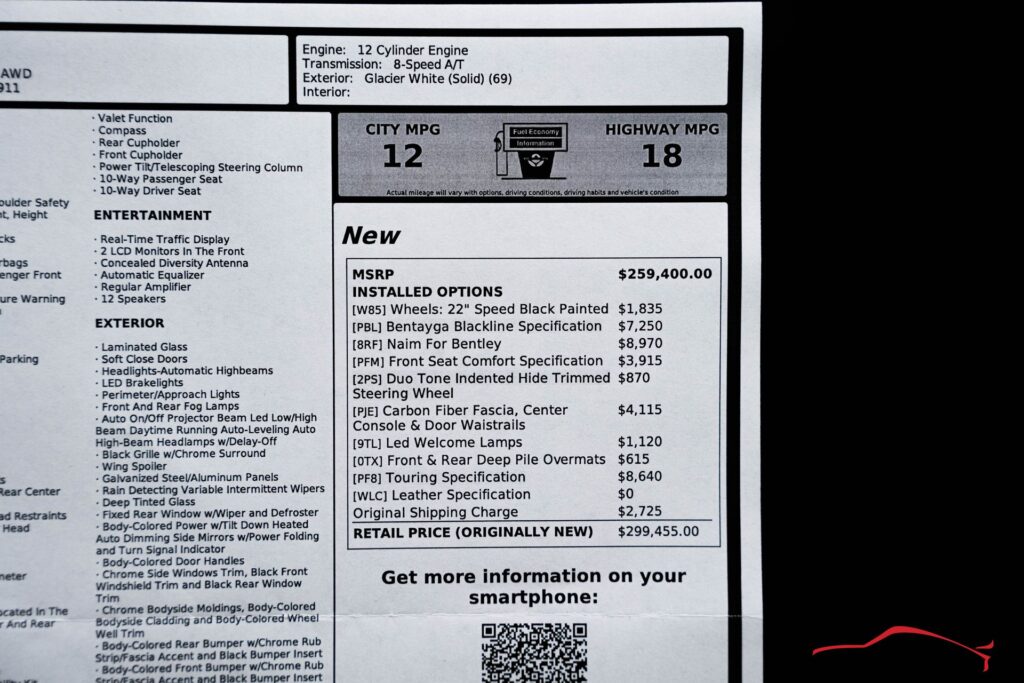 AWD
911
Engine: 12 Cylinder Engine
Transmission: 8-Speed A/T
Exterior: Glacier White (Solid) (69)
Interior:
oulder Safety
nt, Height
cks
rbags
enger Front
ure Warning
Parking
s
Rear Center
ad Restraints
Head
meter
ocated In The
r And Rear
· Valet Function
· Compass
· Rear Cupholder
· Front Cupholder
· Power Tilt/Telescoping Steering Column
· 10-Way Passenger Seat
· 10-Way Driver Seat
ENTERTAINMENT
· Real-Time Traffic Display
· 2 LCD Monitors In The Front
· Concealed Diversity Antenna
· Automatic Equalizer
· Regular Amplifier
· 12 Speakers
EXTERIOR
· Laminated Glass
· Soft Close Doors
· Headlights-Automatic Highbeams
· LED Brakelights
· Perimeter/Approach Lights
· Front And Rear Fog Lamps
· Auto On/Off Projector Beam Led Low/High
Beam Daytime Running Auto-Leveling Auto
High-Beam Headlamps w/Delay-Off
· Black Grille w/Chrome Surround
· Wing Spoiler
· Galvanized Steel/Aluminum Panels
· Rain Detecting Variable Intermittent Wipers
· Deep Tinted Glass
· Fixed Rear Window w/Wiper and Defroster
· Body-Colored Power w/Tilt Down Heated
Auto Dimming Side Mirrors w/Power Folding
and Turn Signal Indicator
· Body-Colored Door Handles
· Chrome Side Windows Trim, Black Front
Windshield Trim and Black Rear Window
Trim
· Chrome Bodyside Moldings, Body-Colored
Bodyside Cladding and Body-Colored Wheel
Well Trim
· Body-Colored Rear Bumper w/Chrome Rub
Strip/Fascia Accent and Black Bumper Insert
· Body-Colored Front Bumper w/Chrome Rub
Strip/Fascia Accent and Black Bumper Insert
CITY MPG
12
Fuel Economy
Information
HIGHWAY MPG
18
Actual mileage will vary with options, driving conditions, driving habits and vehicle's condition
New
MSRP $259,400.00
INSTALLED OPTIONS
[W85] Wheels: 22" Speed Black Painted $1,835
[PBL] Bentayga Blackline Specification $7,250
[8RF] Naim For Bentley $8,970
[PFM] Front Seat Comfort Specification $3,915
[2PS] Duo Tone Indented Hide Trimmed $870
Steering Wheel
[PJE] Carbon Fiber Fascia, Center $4,115
Console & Door Waistrails
[9TL] Led Welcome Lamps $1,120
[0TX] Front & Rear Deep Pile Overmats $615
[PF8] Touring Specification $8,640
[WLC] Leather Specification $0
Original Shipping Charge $2,725
RETAIL PRICE (ORIGINALLY NEW) $299,455.00
Get more information on your
smartphone: